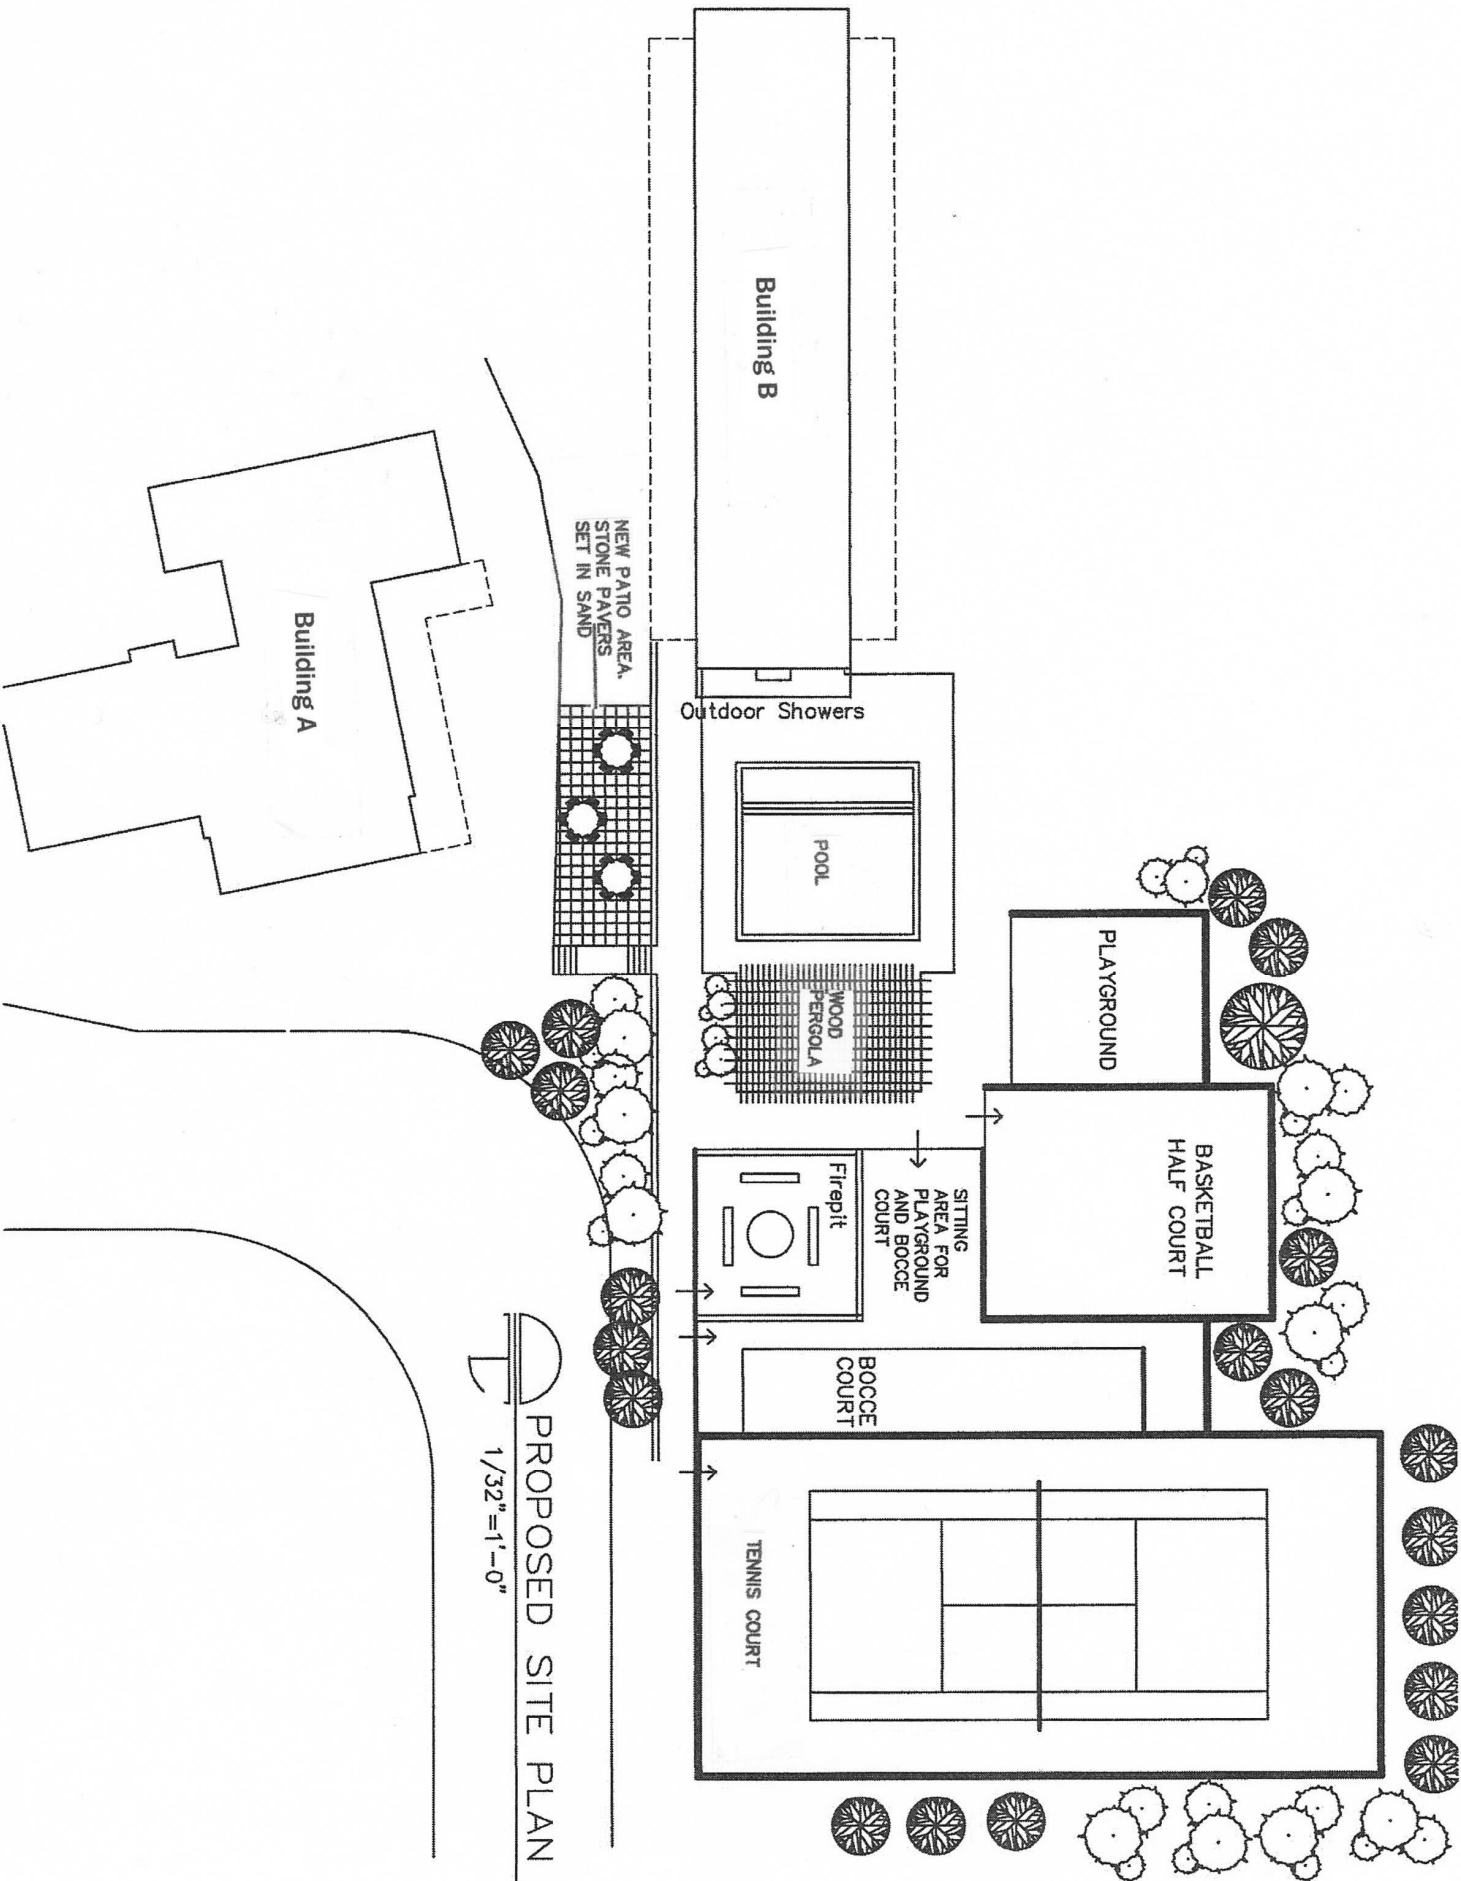 Building B
Building A
NEW PATIO AREA.
STONE PAVERS
SET IN SAND
Outdoor Showers
POOL
WOOD
PERGOLA
PLAYGROUND
BASKETBALL
HALF COURT
SITTING
AREA FOR
PLAYGROUND
AND BOCCE
COURT
Firepit
BOCCE
COURT
TENNIS COURT
PROPOSED SITE PLAN
1/32"=1'-0"